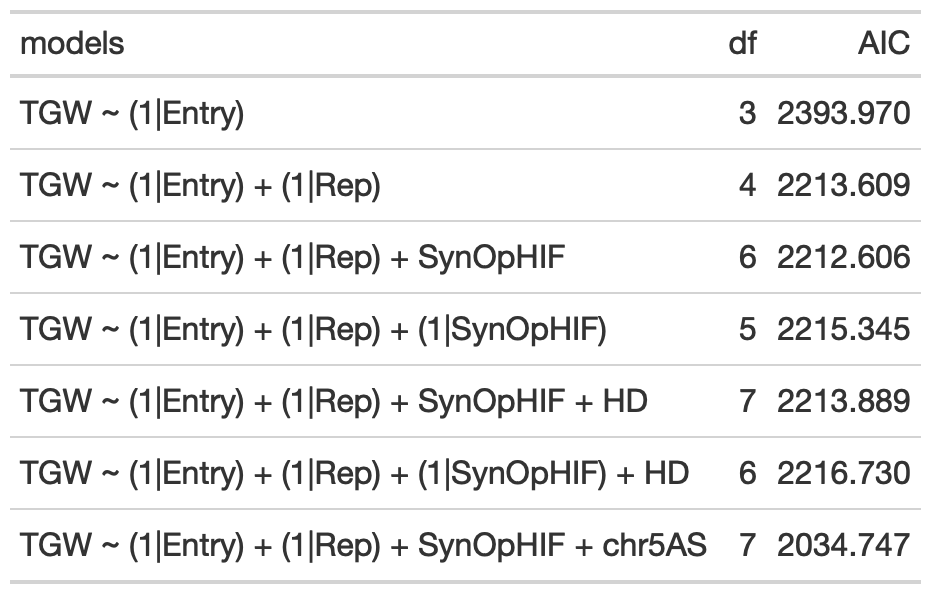 models df AIC
TGW ~ (1|Entry) 3 2393.970
TGW ~ (1|Entry) + (1|Rep) 4 2213.609
TGW ~ (1|Entry) + (1|Rep) + SynOpHIF 6 2212.606
TGW ~ (1|Entry) + (1|Rep) + (1|SynOpHIF) 5 2215.345
TGW ~ (1|Entry) + (1|Rep) + SynOpHIF + HD 7 2213.889
TGW ~ (1|Entry) + (1|Rep) + (1|SynOpHIF) + HD 6 2216.730
TGW ~ (1|Entry) + (1|Rep) + SynOpHIF + chr5AS 7 2034.747